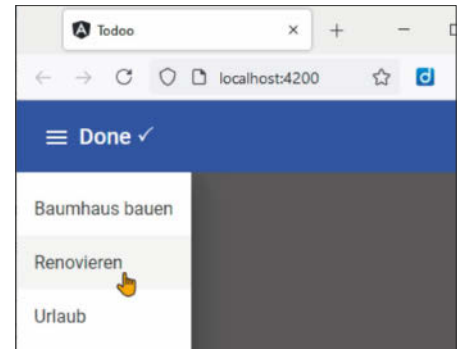 Todoo
localhost:4200
Done ✓
Baumhaus bauen
Renovieren
Urlaub